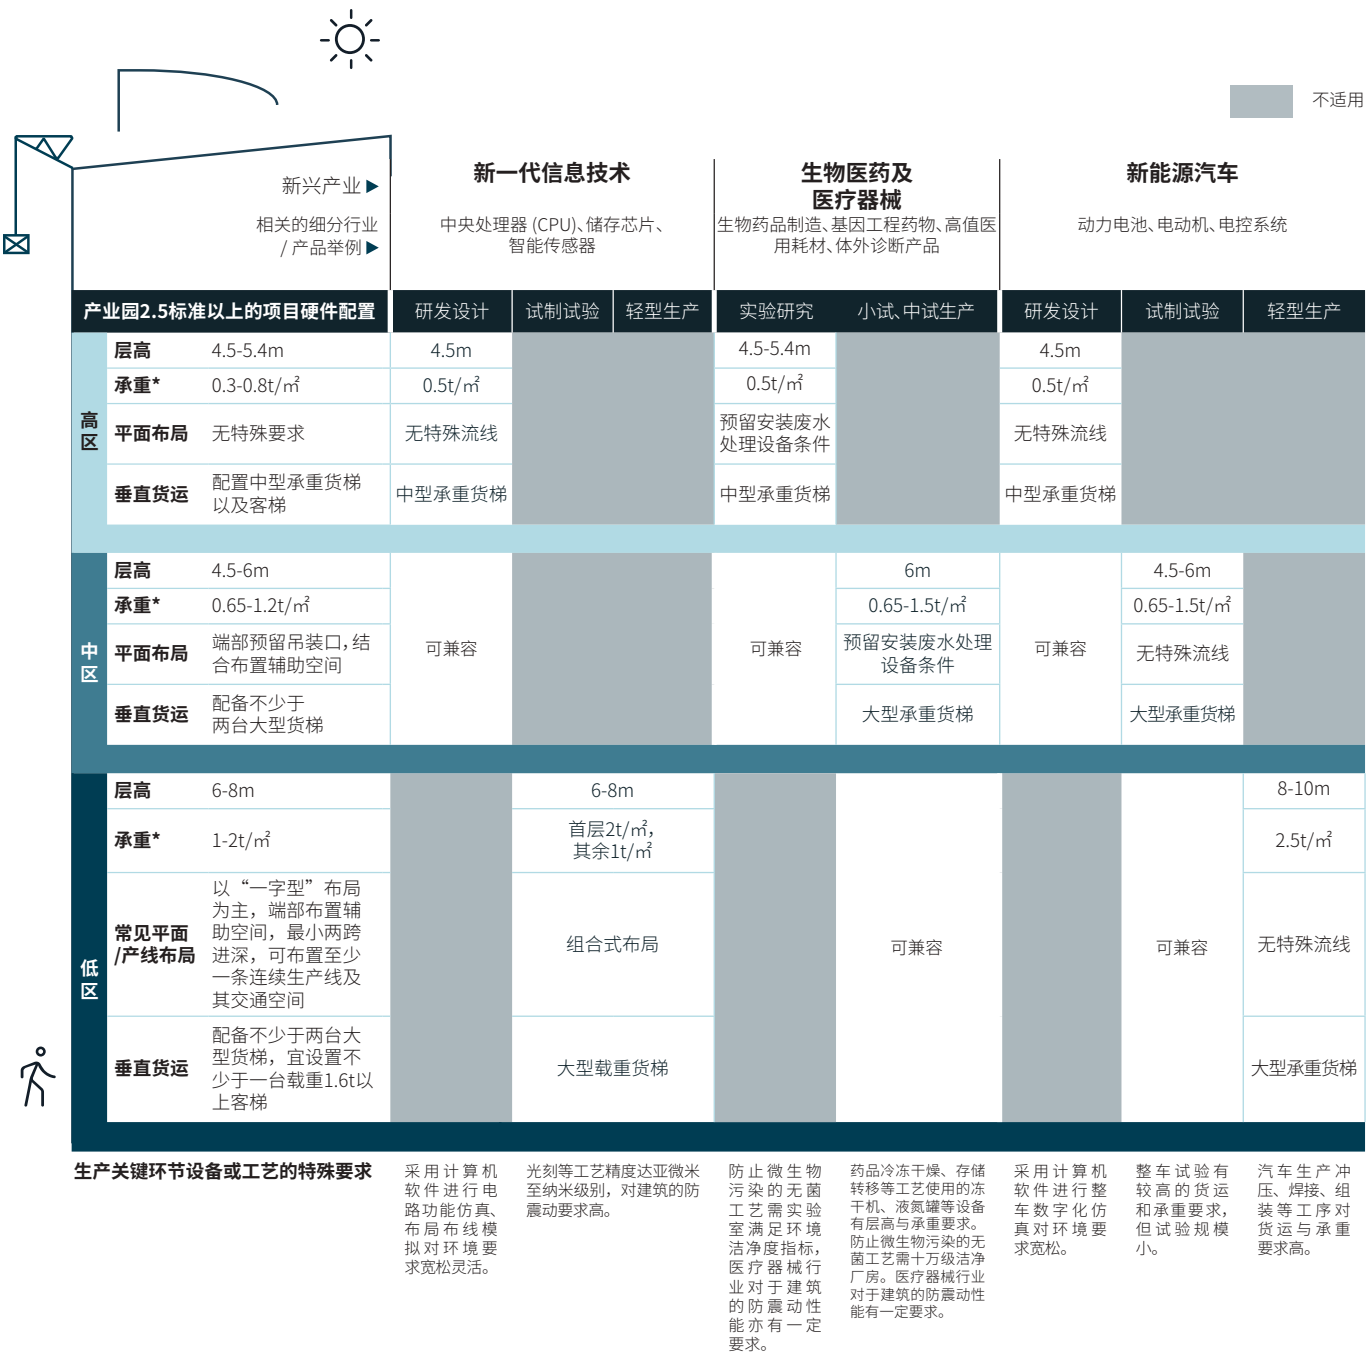 不适用
新兴产业
新一代信息技术
生物医药及
医疗器械
新能源汽车
相关的细分行业
/ 产品举例
中央处理器 (CPU)、储存芯片、
智能传感器
生物药品制造、基因工程药物、高值医
用耗材、体外诊断产品
动力电池、电动机、电控系统
产业园2.5标准以上的项目硬件配置
研发设计
试制试验
轻型生产
实验研究
小试、中试生产
研发设计
试制试验
轻型生产
高
区
层高
4.5-5.4m
4.5m
4.5-5.4m
4.5m
承重*
0.3-0.8t/㎡
0.5t/㎡
0.5t/㎡
0.5t/㎡
平面布局
无特殊要求
无特殊流线
预留安装废水
处理设备条件
无特殊流线
垂直货运
配置中型承重货梯
以及客梯
中型承重货梯
中型承重货梯
中型承重货梯
中
区
层高
4.5-6m
6m
4.5-6m
承重*
0.65-1.2t/㎡
0.65-1.5t/㎡
0.65-1.5t/㎡
平面布局
端部预留吊装口，结
合布置辅助空间
可兼容
可兼容
预留安装废水处理
设备条件
可兼容
无特殊流线
垂直货运
配备不少于
两台大型货梯
大型承重货梯
大型承重货梯
低
区
层高
6-8m
6-8m
8-10m
承重*
1-2t/㎡
首层2t/㎡，
其余1t/㎡
2.5t/㎡
常见平面
/产线布局
以“一字型”布局
为主，端部布置辅
助空间，最小两跨
进深，可布置至少
一条连续生产线及
其交通空间
组合式布局
可兼容
可兼容
无特殊流线
垂直货运
配备不少于两台大
型货梯，宜设置不
少于一台载重1.6t以
上客梯
大型载重货梯
大型承重货梯
生产关键环节设备或工艺的特殊要求
采用计算机
软件进行电
路功能仿真、
布局布线模
拟对环境要
求宽松灵活。
光刻等工艺精度达亚微米
至纳米级别，对建筑的防
震动要求高。
防止微生物
污染的无菌
工艺需实验
室满足环境
洁净度指标，
医疗器械行
业对于建筑
的防震动性
能亦有一定
要求。
药品冷冻干燥、存储
转移等工艺使用的冻
干机、液氮罐等设备
有层高与承重要求。
防止微生物污染的无
菌工艺需十万级洁净
厂房。医疗器械行业
对于建筑的防震动性
能有一定要求。
采用计算机
软件进行整
车数字化仿
真对环境要
求宽松。
整车试验有
较高的货运
和承重要求，
但试验规模
小。
汽车生产冲
压、焊接、组
装等工序对
货运与承重
要求高。